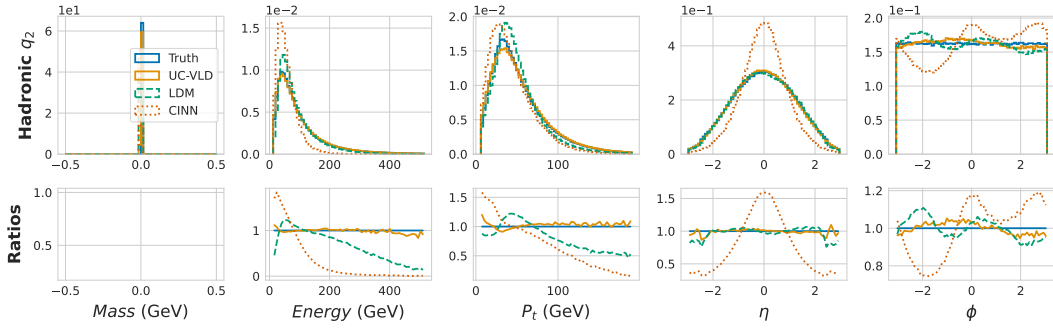 1e1
1e−2
1e−2
1e−1
1e−1
Hadronic q2
6
4
2
0
Truth
UC-VLD
LDM
CINN
−0.5 0.0 0.5
1.5
1.0
0.5
0.0
0 200 400
2.0
1.5
1.0
0.5
0.0
100
4
2
0
−2 0 2
2.0
1.5
1.0
0.5
0.0
−2 0 2
Ratios
1.0
0.5
−0.5 0.0 0.5
Mass (GeV)
1
0
0 200 400
Energy (GeV)
1.5
1.0
0.5
0 100
Pt (GeV)
1.5
1.0
0.5
−2 0 2
η
1.2
1.0
0.8
−2 0 2
ϕ